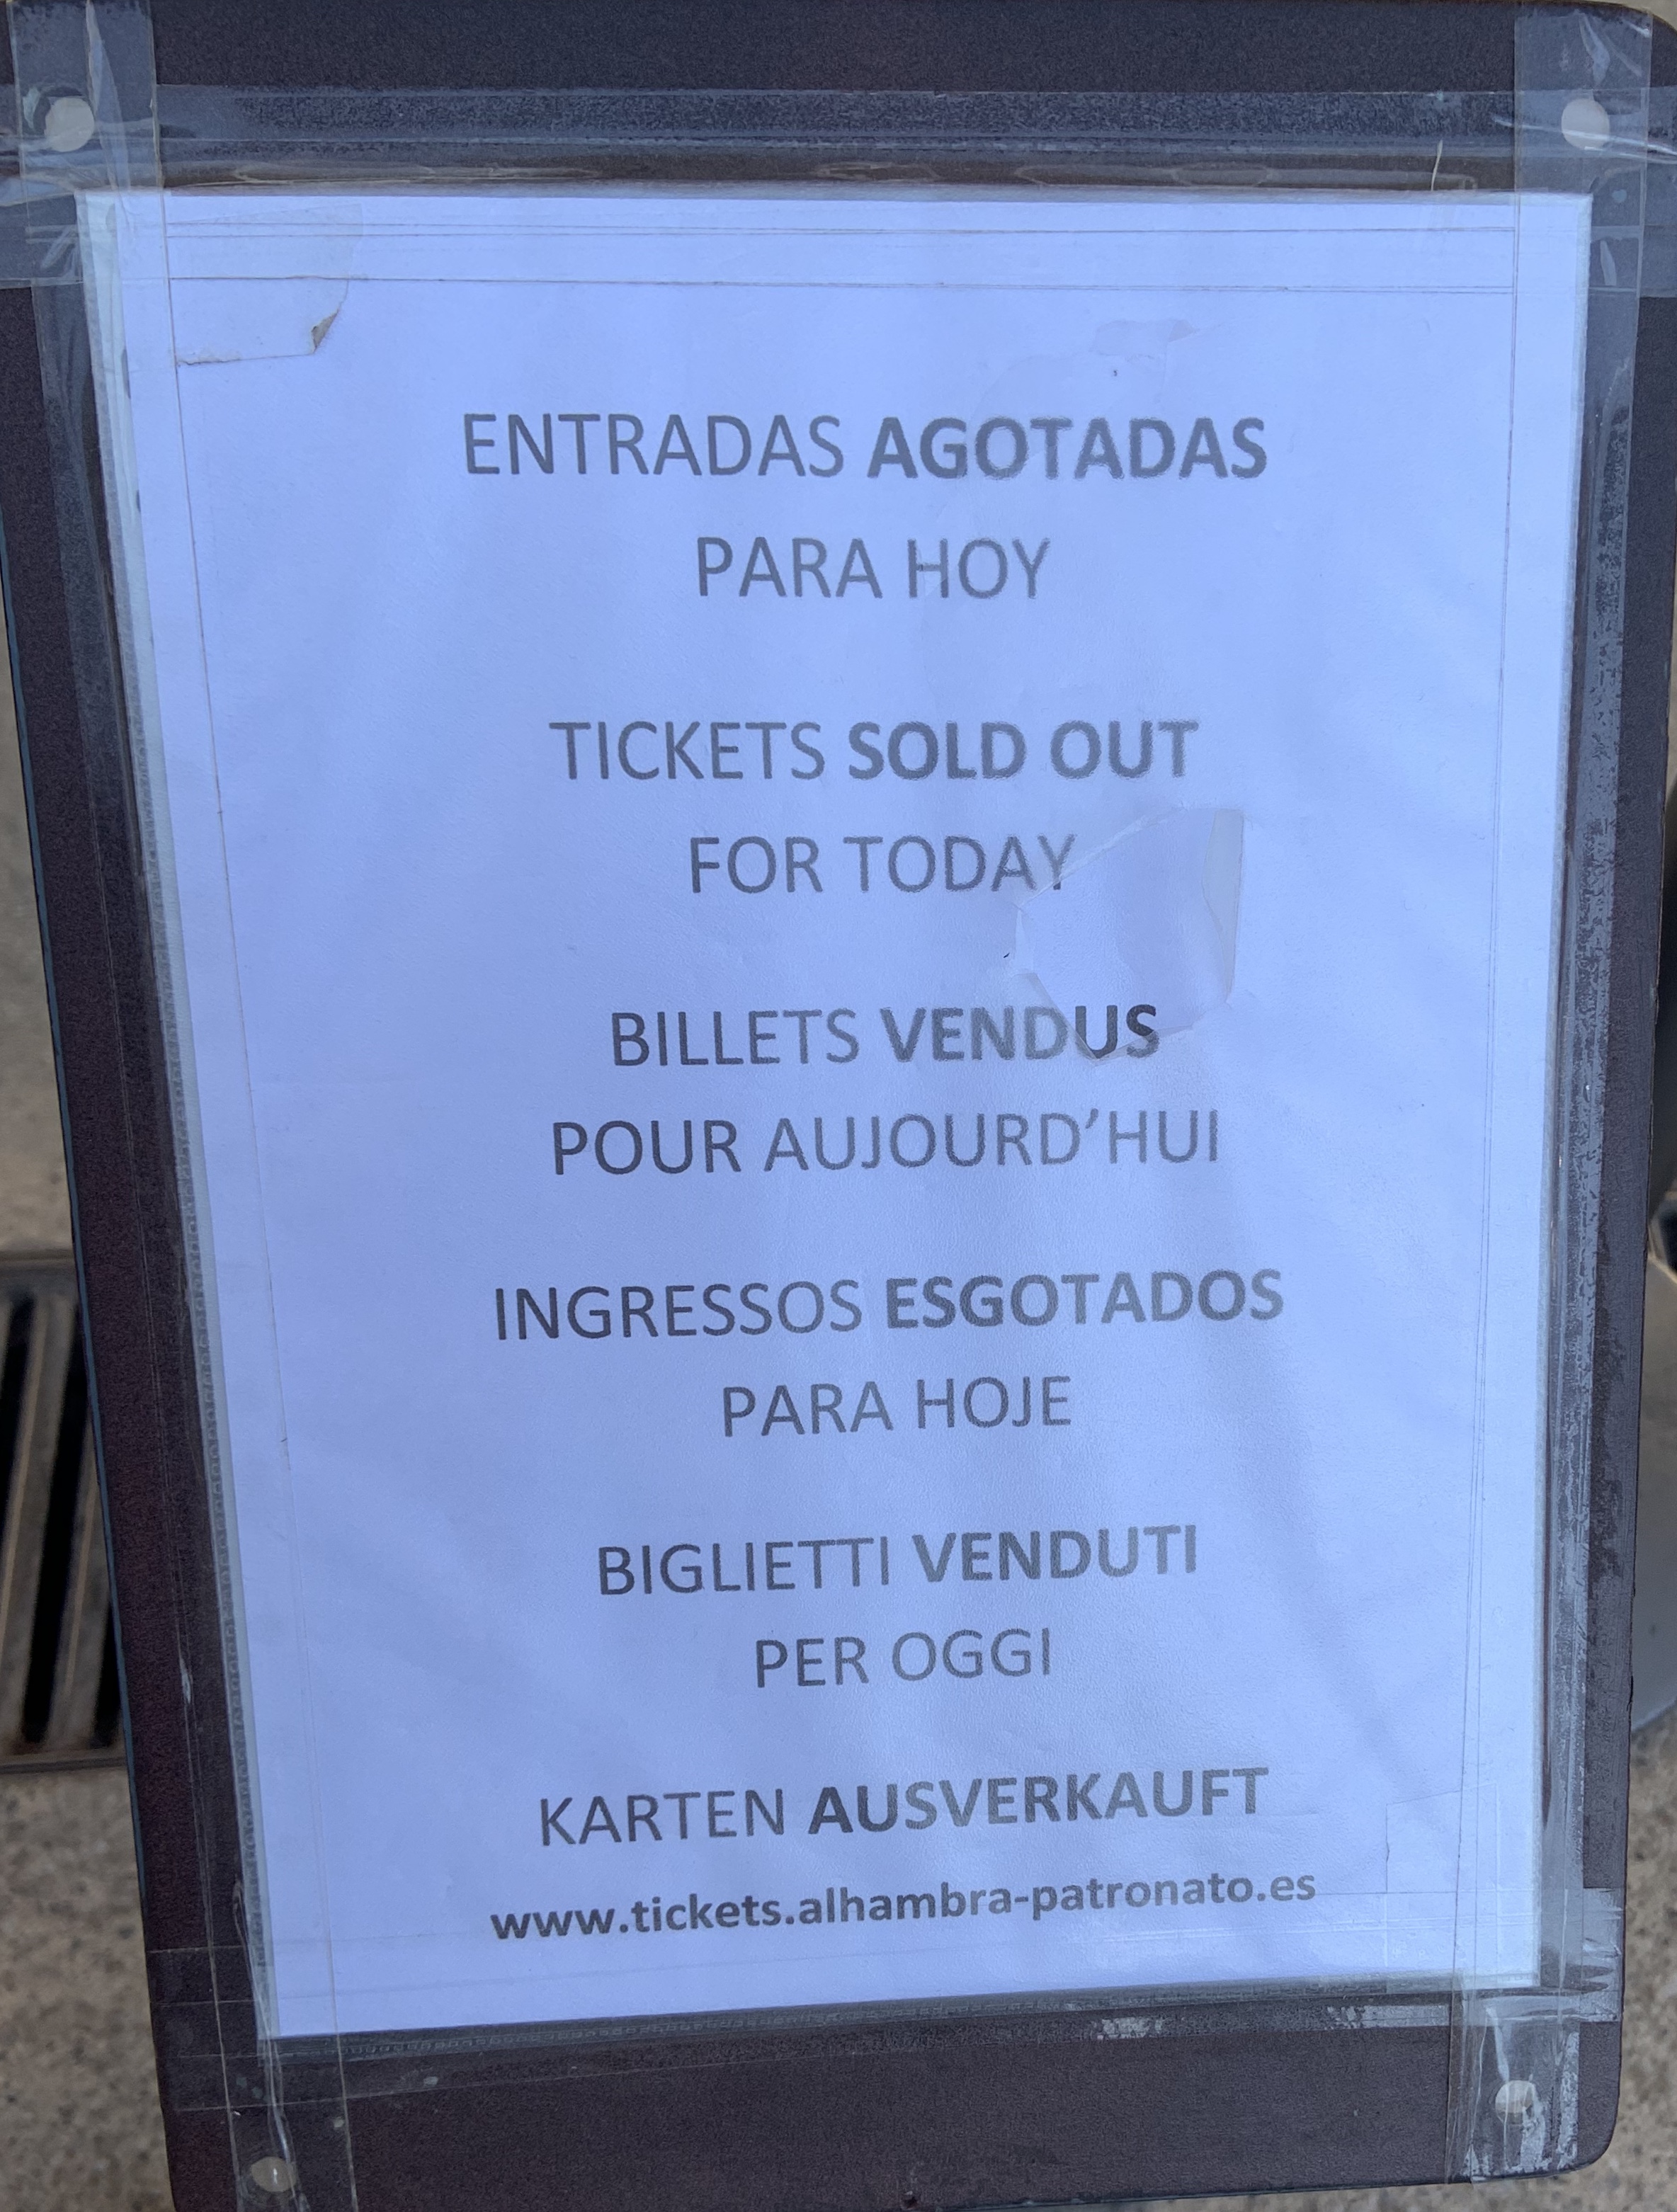 ENTRADAS AGOTADAS
PARA HOY
TICKETS SOLD OUT
FOR TODAY
BILLETS VENDUS
POUR AUJOURD’HUI
INGRESSOS ESGOTADOS
PARA HOJE
BIGLIETTI VENDUTI
PER OGGI
KARTEN AUSVERKAUFT
www.tickets.alhambra-patronato.es